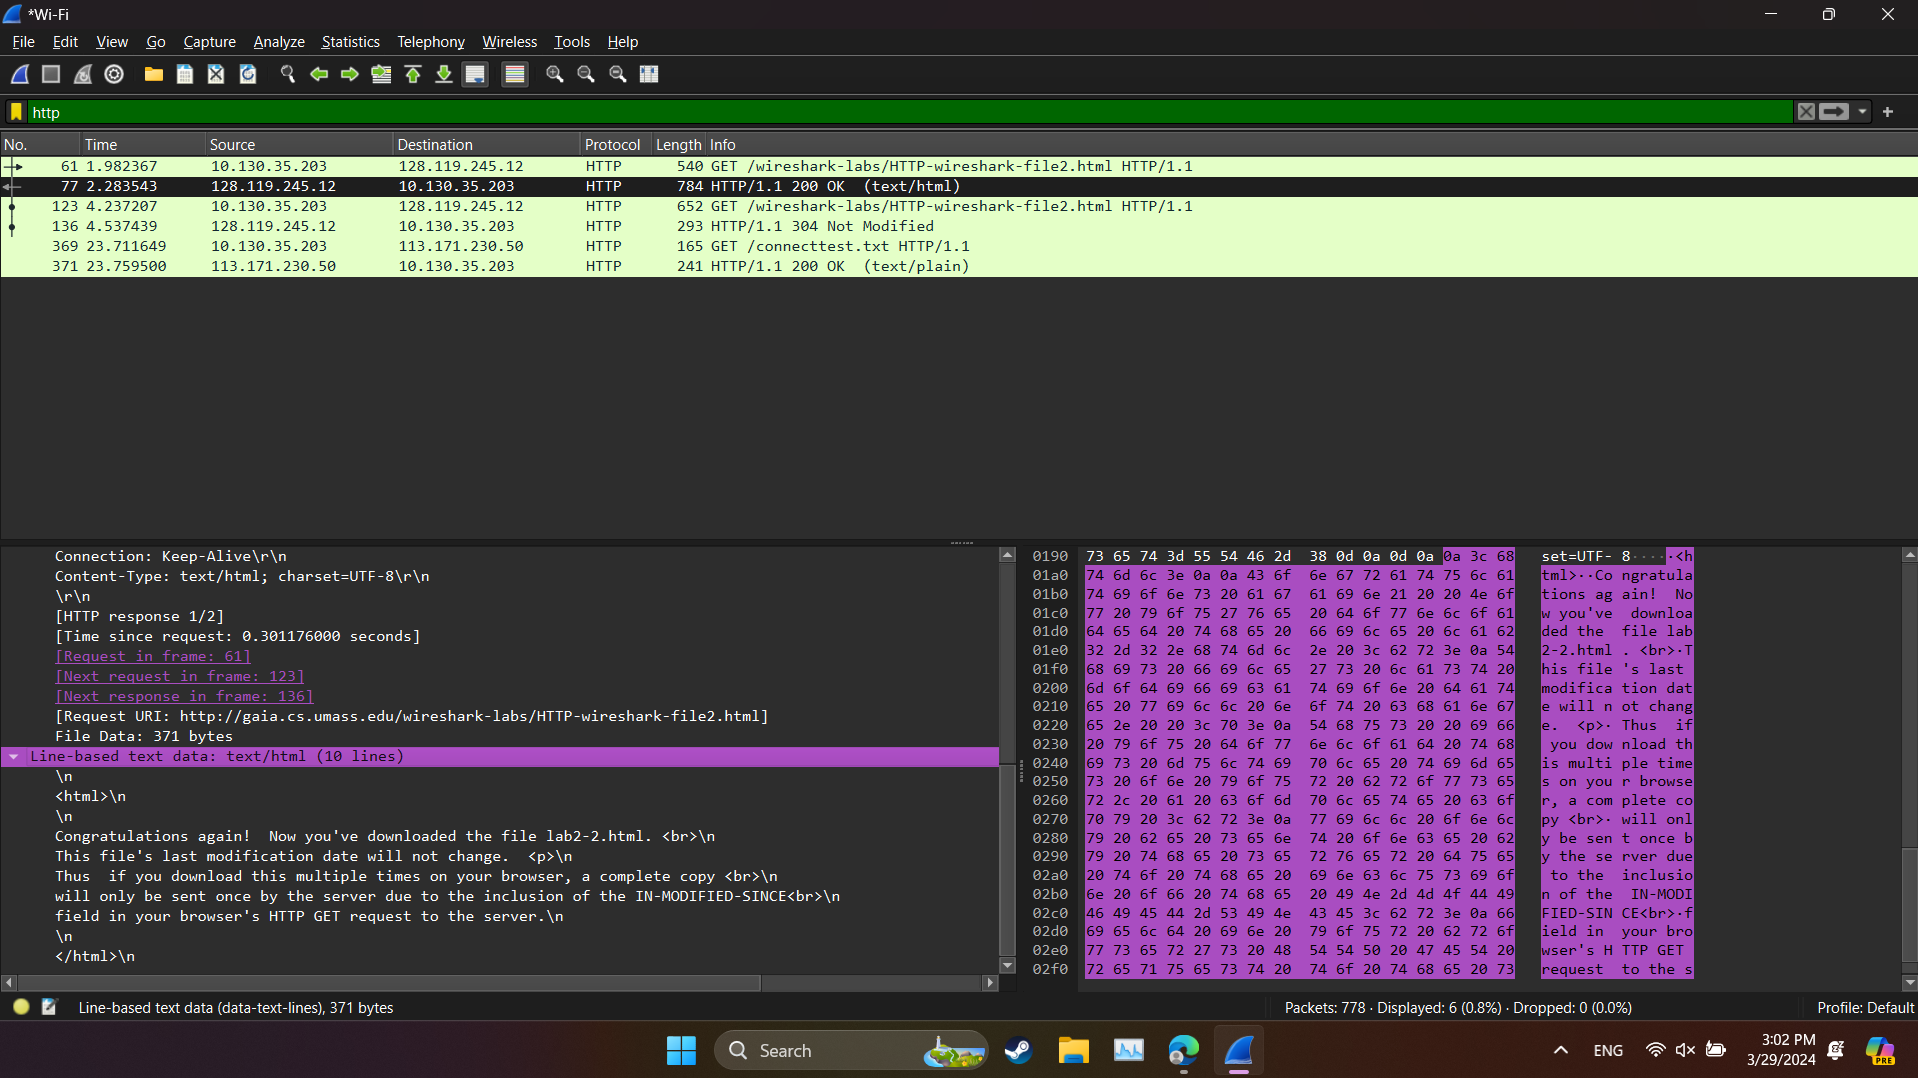 *Wi-Fi
File Edit View Go Capture Analyze Statistics Telephony Wireless Tools Help
http
No. Time Source Destination Protocol Length Info
61 1.982367 10.130.35.203 128.119.245.12 HTTP 540 GET /wireshark-labs/HTTP-wireshark-file2.html HTTP/1.1
77 2.283543 128.119.245.12 10.130.35.203 HTTP 784 HTTP/1.1 200 OK  (text/html)
123 4.237207 10.130.35.203 128.119.245.12 HTTP 652 GET /wireshark-labs/HTTP-wireshark-file2.html HTTP/1.1
136 4.537439 128.119.245.12 10.130.35.203 HTTP 293 HTTP/1.1 304 Not Modified
369 23.711649 10.130.35.203 113.171.230.50 HTTP 165 GET /connecttest.txt HTTP/1.1
371 23.759500 113.171.230.50 10.130.35.203 HTTP 241 HTTP/1.1 200 OK  (text/plain)
Connection: Keep-Alive\r\n
Content-Type: text/html; charset=UTF-8\r\n
\r\n
[HTTP response 1/2]
[Time since request: 0.301176000 seconds]
[Request in frame: 61]
[Next request in frame: 123]
[Next response in frame: 136]
[Request URI: http://gaia.cs.umass.edu/wireshark-labs/HTTP-wireshark-file2.html]
File Data: 371 bytes
Line-based text data: text/html (10 lines)
\n
<html>\n
\n
Congratulations again!  Now you've downloaded the file lab2-2.html. <br>\n
This file's last modification date will not change.  <p>\n
Thus  if you download this multiple times on your browser, a complete copy <br>\n
will only be sent once by the server due to the inclusion of the IN-MODIFIED-SINCE<br>\n
field in your browser's HTTP GET request to the server.\n
\n
</html>\n
0190 73 65 74 3d 55 54 46 2d 38 0d 0a 0d 0a 0a 3c 68 set=UTF- 8·····<h
01a0 74 6d 6c 3e 0a 0a 43 6f 6e 67 72 61 74 75 6c 61 tml>··Co ngratula
01b0 74 69 6f 6e 73 20 61 67 61 69 6e 21 20 20 4e 6f tions ag ain!  No
01c0 77 20 79 6f 75 27 76 65 20 64 6f 77 6e 6c 6f 61 w you've  downloa
01d0 64 65 64 20 74 68 65 20 66 69 6c 65 20 6c 61 62 ded the  file lab
01e0 32 2d 32 2e 68 74 6d 6c 2e 20 3c 62 72 3e 0a 54 2-2.html . <br>·T
01f0 68 69 73 20 66 69 6c 65 27 73 20 6c 61 73 74 20 his file 's last
0200 6d 6f 64 69 66 69 63 61 74 69 6f 6e 20 64 61 74 modifica tion dat
0210 65 20 77 69 6c 6c 20 6e 6f 74 20 63 68 61 6e 67 e will n ot chang
0220 65 2e 20 20 3c 70 3e 0a 54 68 75 73 20 20 69 66 e.  <p>· Thus  if
0230 20 79 6f 75 20 64 6f 77 6e 6c 6f 61 64 20 74 68 you dow nload th
0240 69 73 20 6d 75 6c 74 69 70 6c 65 20 74 69 6d 65 is multi ple time
0250 73 20 6f 6e 20 79 6f 75 72 20 62 72 6f 77 73 65 s on you r browse
0260 72 2c 20 61 20 63 6f 6d 70 6c 65 74 65 20 63 6f r, a com plete co
0270 70 79 20 3c 62 72 3e 0a 77 69 6c 6c 20 6f 6e 6c py <br>· will onl
0280 79 20 62 65 20 73 65 6e 74 20 6f 6e 63 65 20 62 y be sen t once b
0290 79 20 74 68 65 20 73 65 72 76 65 72 20 64 75 65 y the se rver due
02a0 20 74 6f 20 74 68 65 20 69 6e 63 6c 75 73 69 6f to the  inclusio
02b0 6e 20 6f 66 20 74 68 65 20 49 4e 2d 4d 4f 44 49 n of the  IN-MODI
02c0 46 49 45 44 2d 53 49 4e 43 45 3c 62 72 3e 0a 66 FIED-SIN CE<br>·f
02d0 69 65 6c 64 20 69 6e 20 79 6f 75 72 20 62 72 6f ield in  your bro
02e0 77 73 65 72 27 73 20 48 54 54 50 20 47 45 54 20 wser's H TTP GET
02f0 72 65 71 75 65 73 74 20 74 6f 20 74 68 65 20 73 request  to the s
Line-based text data (data-text-lines), 371 bytes
Packets: 778 · Displayed: 6 (0.8%) · Dropped: 0 (0.0%)
Profile: Default
Search
ENG
3:02 PM
3/29/2024
PRE